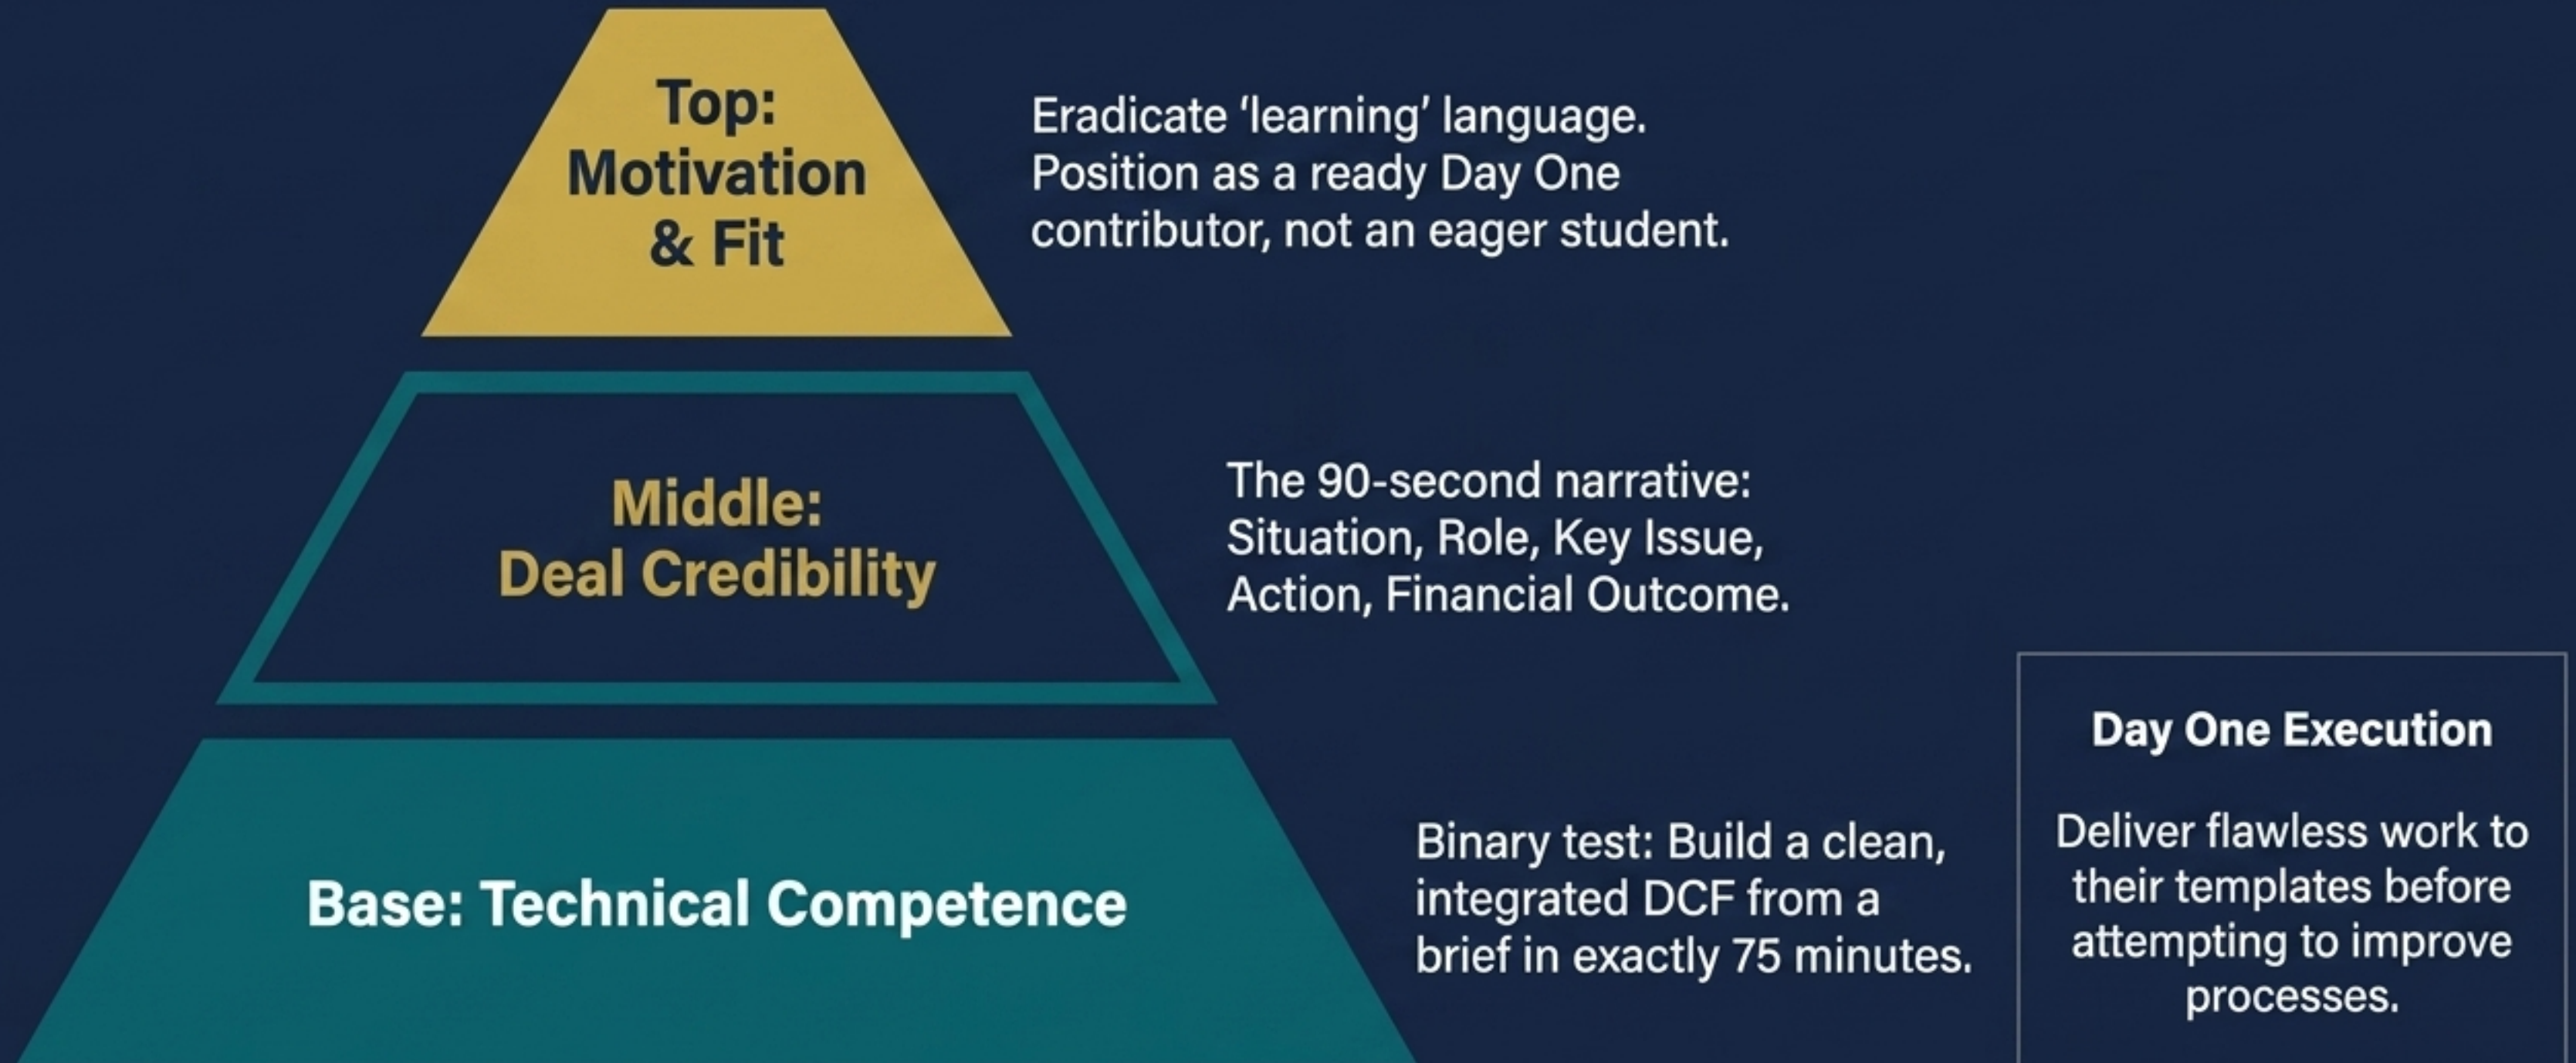 Top:
Motivation
& Fit
Eradicate ‘learning’ language.
Position as a ready Day One
contributor, not an eager student.
Middle:
Deal Credibility
The 90-second narrative:
Situation, Role, Key Issue,
Action, Financial Outcome.
Base: Technical Competence
Binary test: Build a clean,
integrated DCF from a
brief in exactly 75 minutes.
Day One Execution
Deliver flawless work to
their templates before
attempting to improve
processes.